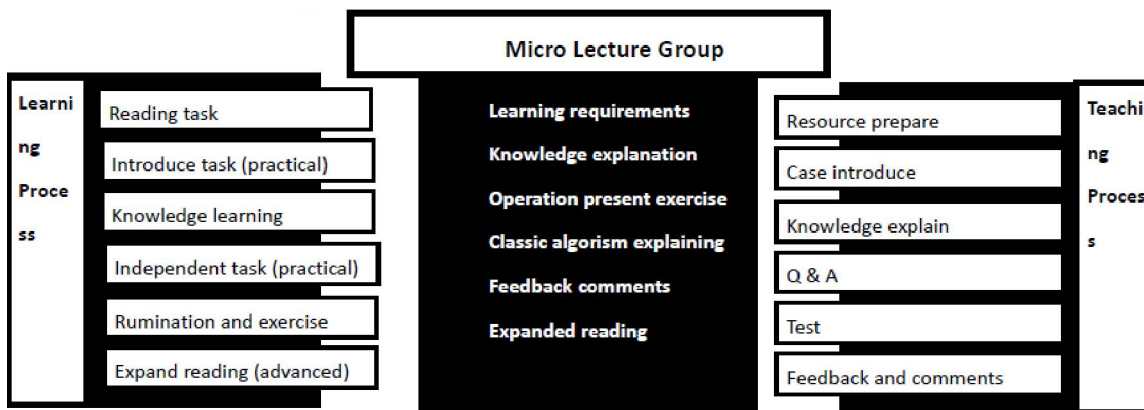 Micro Lecture Group
Learni
ng
Proce
ss
Reading task
Introduce task (practical)
Knowledge learning
Independent task (practical)
Rumination and exercise
Expand reading (advanced)
Learning requirements
Knowledge explanation
Operation present exercise
Classic algorism explaining
Feedback comments
Expanded reading
Resource prepare
Case introduce
Knowledge explain
Q & A
Test
Feedback and comments
Teachi
ng
Proces
s